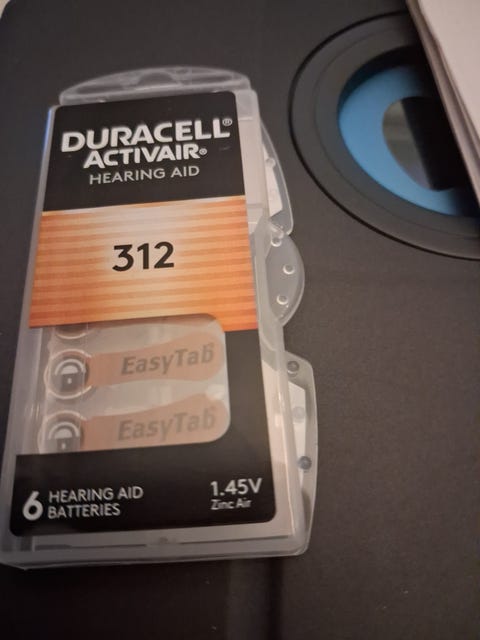 DURACELL®
ACTIVAIR®
HEARING AID
312
EasyTab
EasyTab
6 HEARING AID
BATTERIES
1.45V
Zinc Air